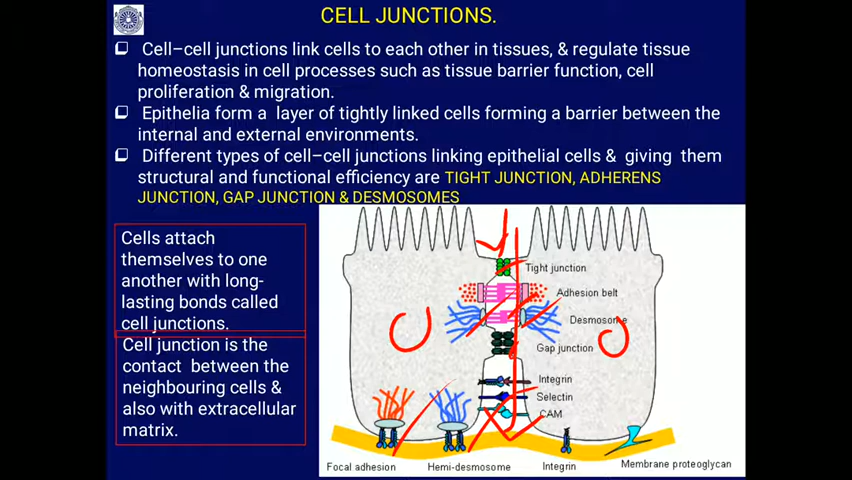 CELL JUNCTIONS.
Cell–cell junctions link cells to each other in tissues, & regulate tissue
homeostasis in cell processes such as tissue barrier function, cell
proliferation & migration.
Epithelia form a layer of tightly linked cells forming a barrier between the
internal and external environments.
Different types of cell–cell junctions linking epithelial cells & giving them
structural and functional efficiency are TIGHT JUNCTION, ADHERENS
JUNCTION, GAP JUNCTION & DESMOSOMES
Cells attach
themselves to one
another with long-
lasting bonds called
cell junctions.
Cell junction is the
contact between the
neighbouring cells &
also with extracellular
matrix.
Tight junction
Adhesion belt
Desmosome
Gap junction
Integrin
Selectin
CAM
Focal adhesion
Hemi-desmosome
Integrin
Membrane proteoglycan